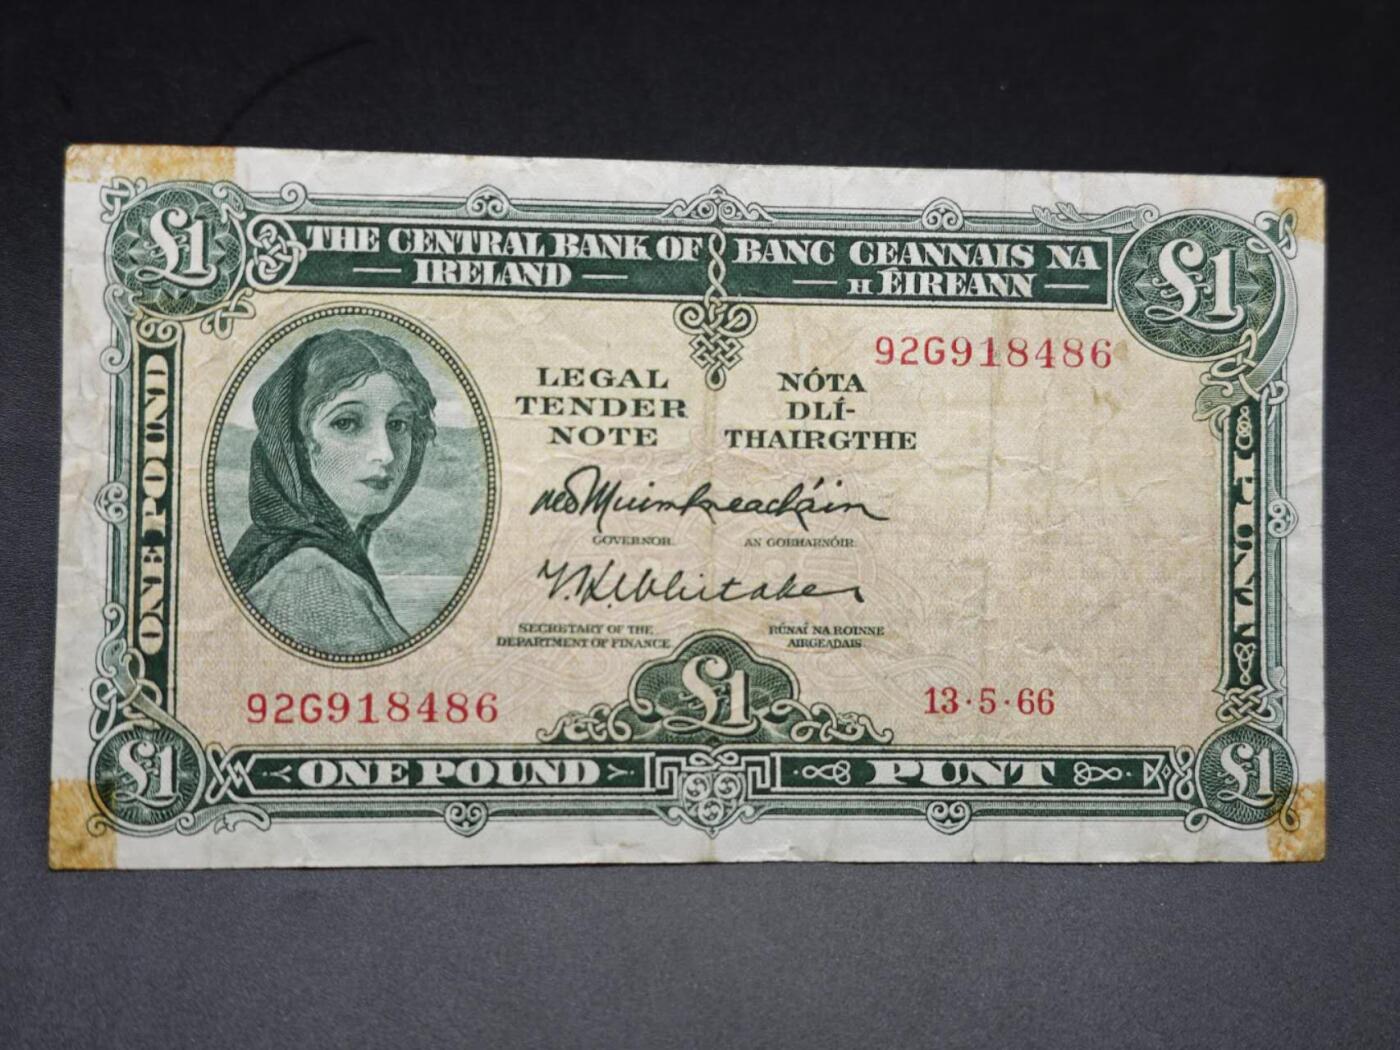 £1
THE CENTRAL BANK OF
IRELAND
BANC CEANNAIS NA
H ÉIREANN
£1
92G918486
LEGAL
TENDER
NOTE
NÓTA
DLÍ-
THAIRGTHE
GOVERNOR
AN GOBHARNÓIR
T.K.Whitaker
SECRETARY OF THE
DEPARTMENT OF FINANCE
RÚNAÍ NA ROINNE
AIRGEADAIS
ONE POUND
PUNT
92G918486
£1
13·5·66
£1
ONE POUND
PUNT
£1